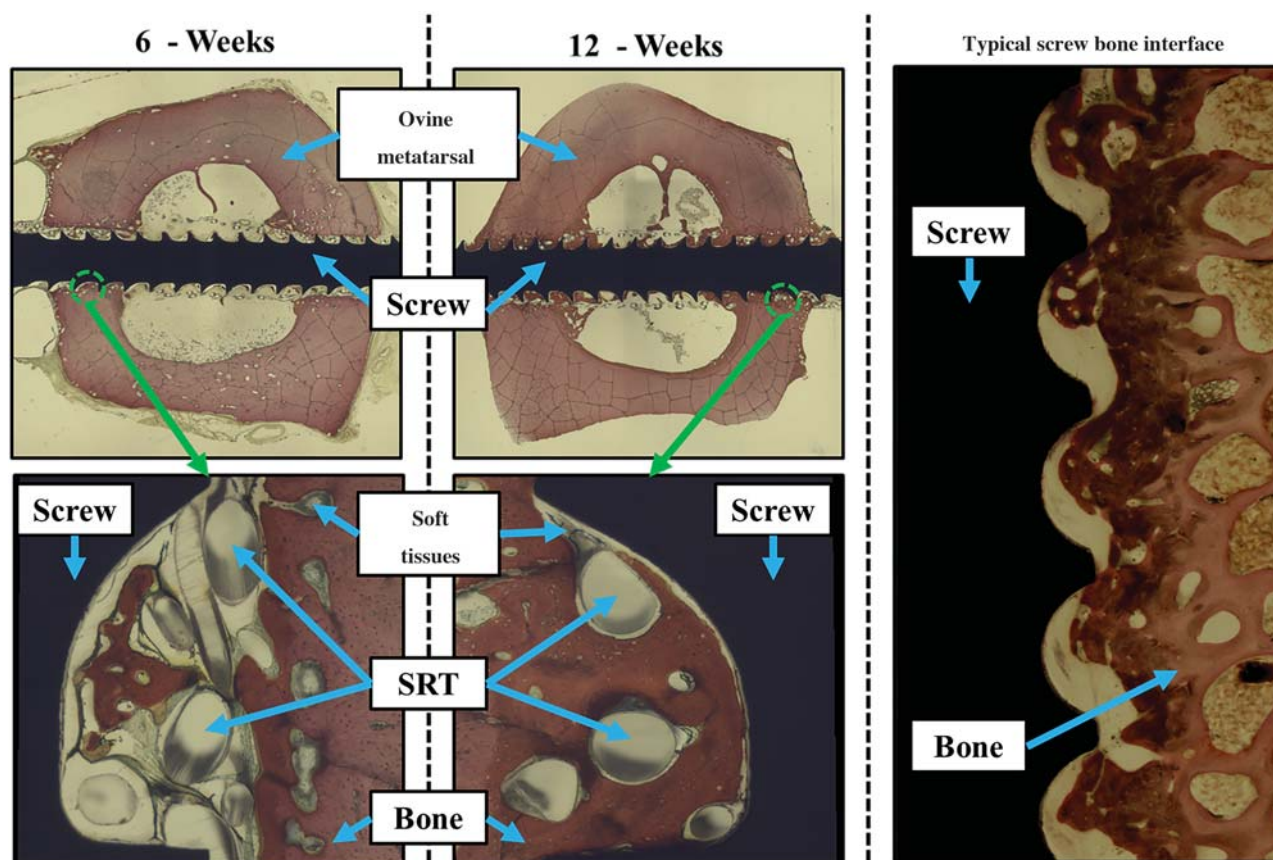 6 - Weeks
12 - Weeks
Typical screw bone interface
Ovine
metatarsal
Screw
Screw
Screw
Soft
tissues
Screw
SRT
Bone
Bone